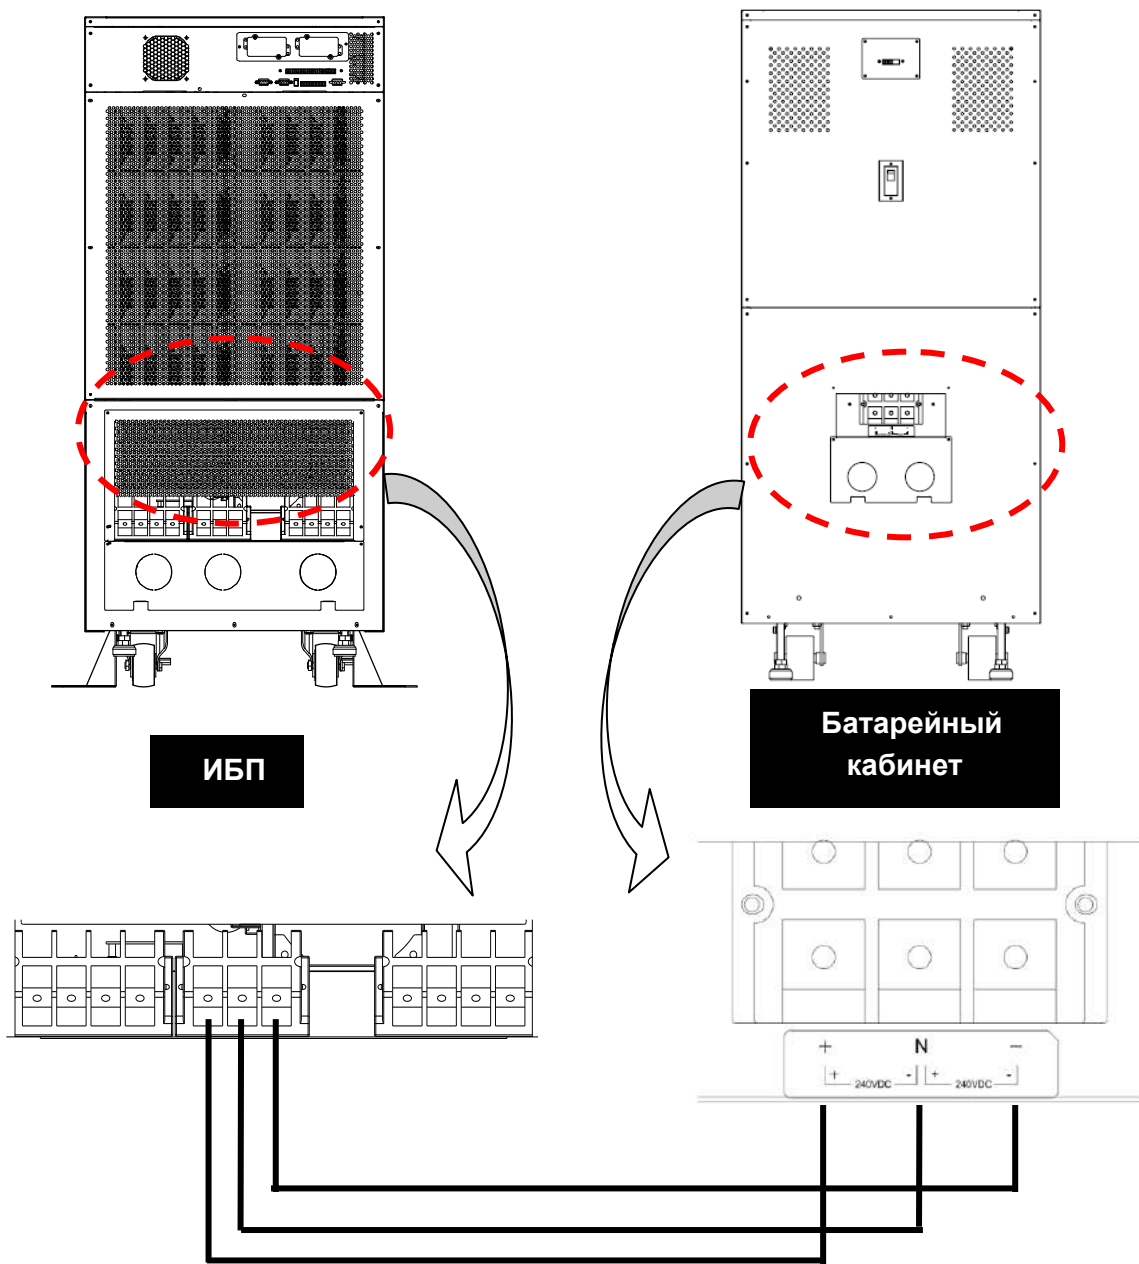 ИБП
Батарейный
кабинет
+ N −
+ - + -
240VDC 240VDC